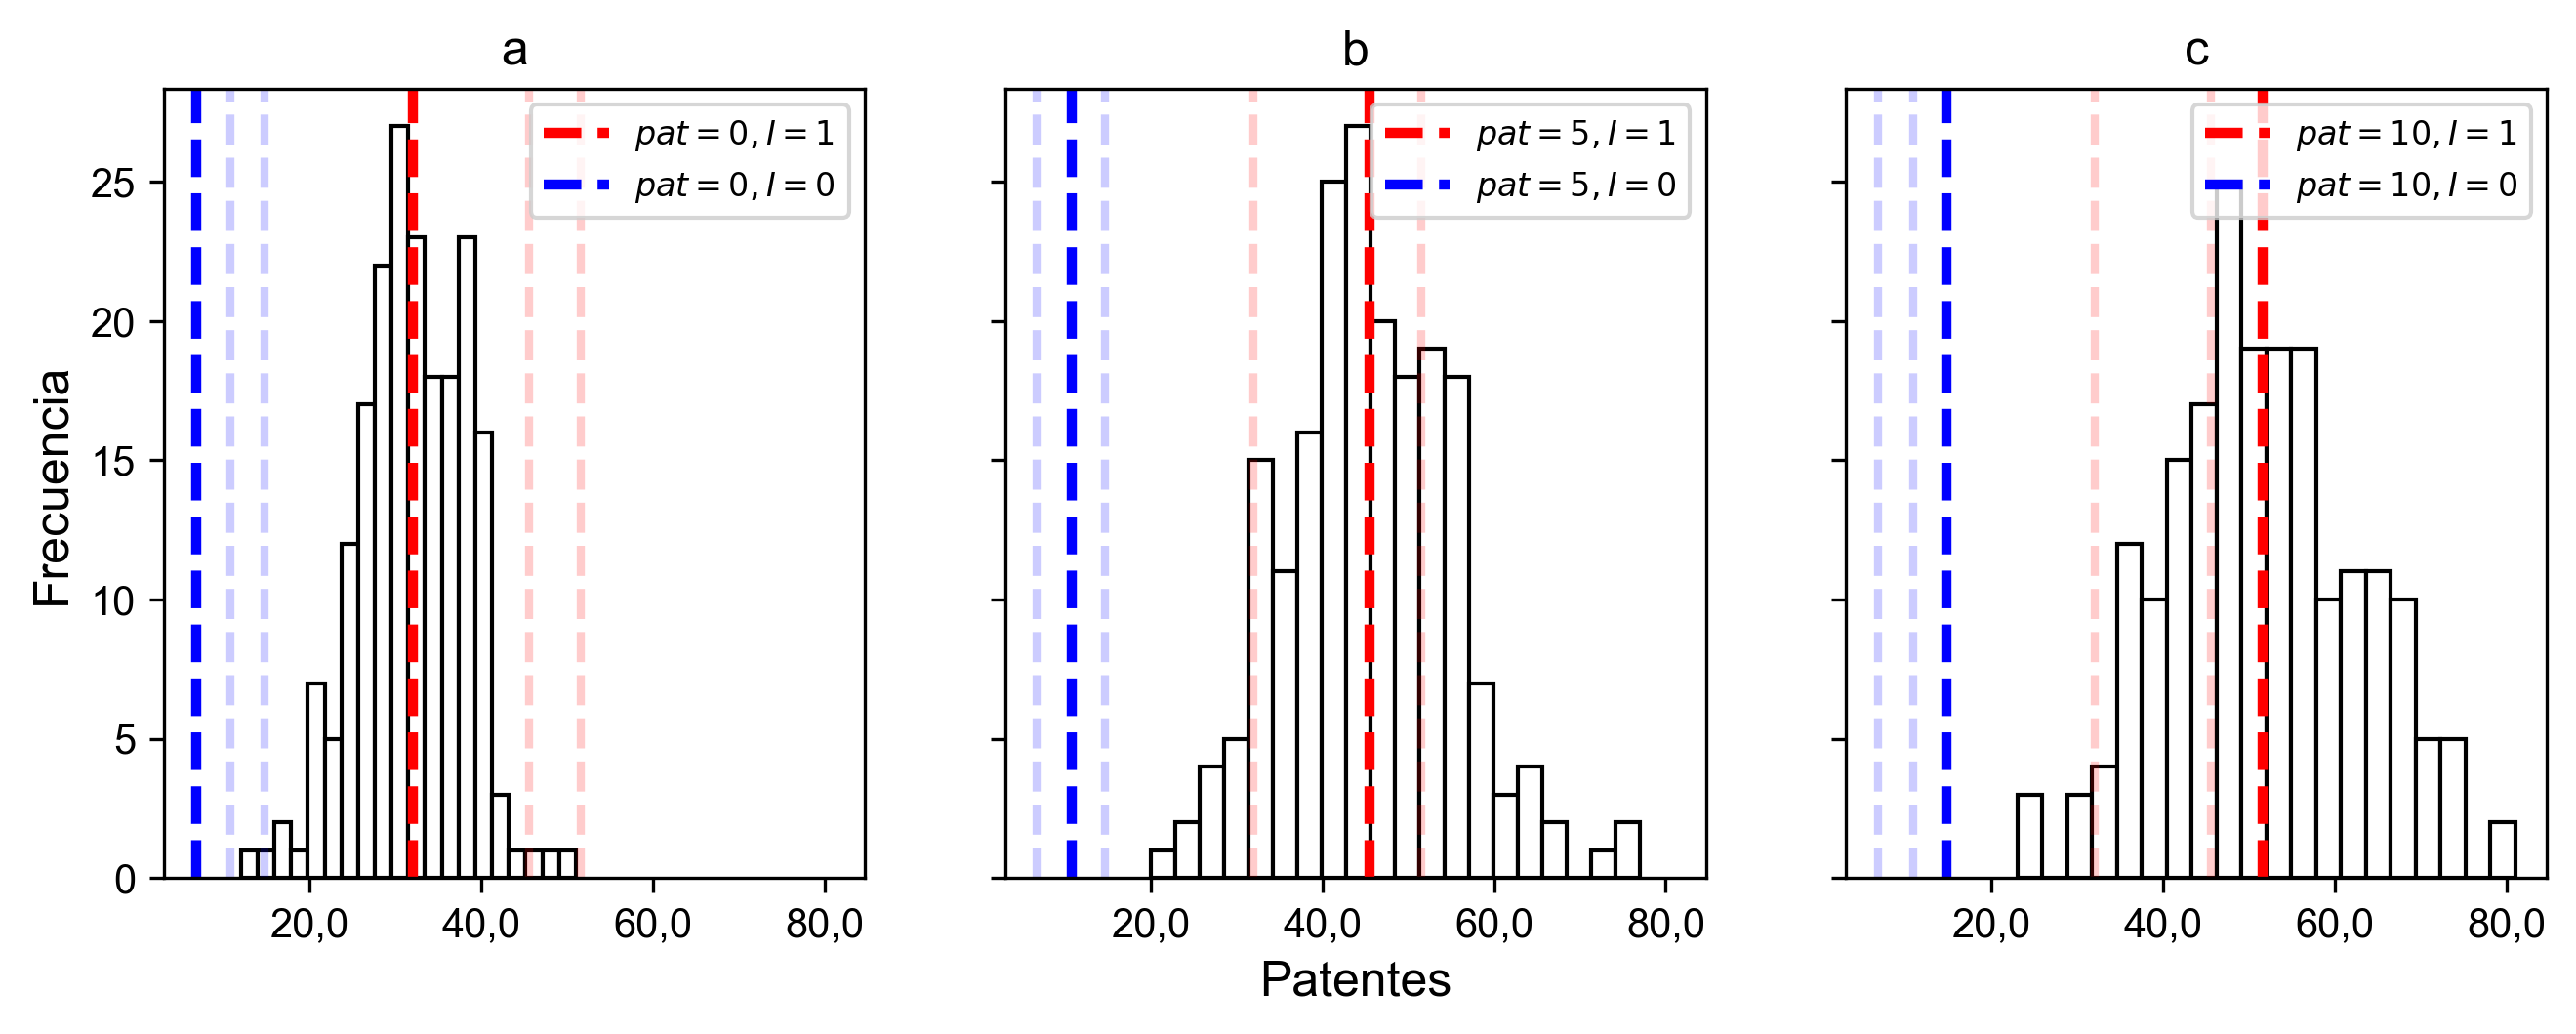 a
b
c
pat = 0, I = 1
pat = 0, I = 0
pat = 5, I = 1
pat = 5, I = 0
pat = 10, I = 1
pat = 10, I = 0
Frecuencia
25
20
15
10
5
0
20,0 40,0 60,0 80,0
20,0 40,0 60,0 80,0
20,0 40,0 60,0 80,0
Patentes